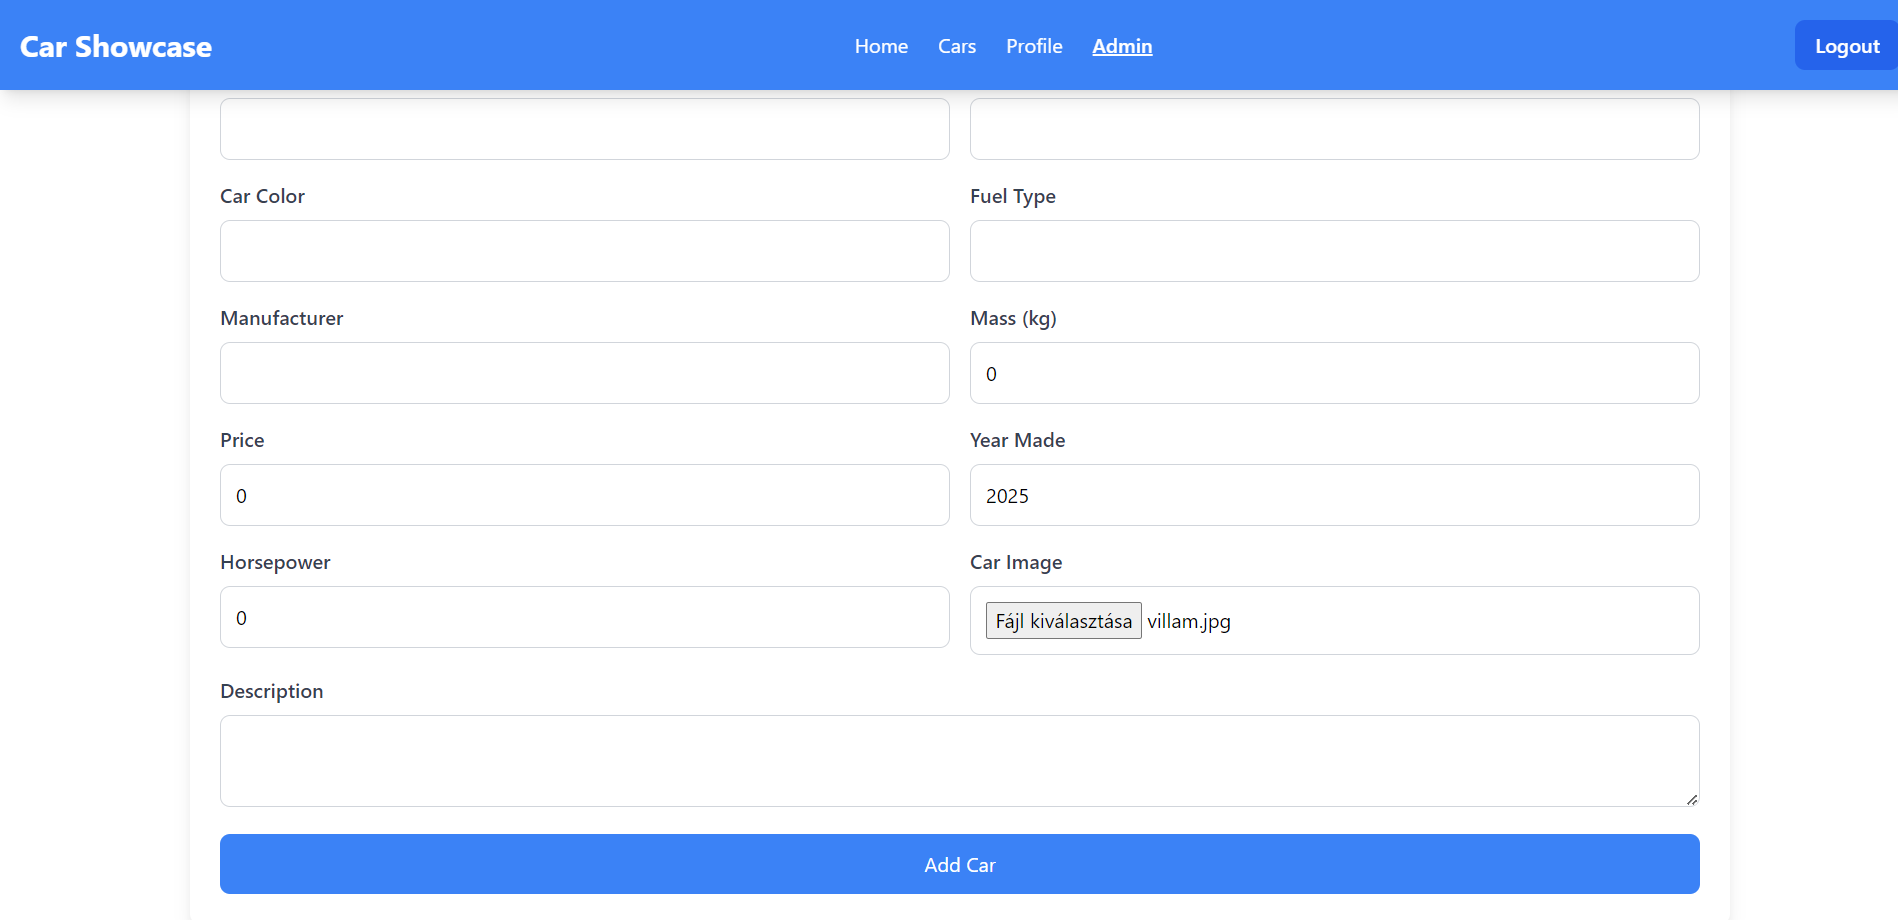 Car Showcase
Home Cars Profile Admin
Logout
Car Color
Fuel Type
Manufacturer
Mass (kg)
0
Price
0
Year Made
2025
Horsepower
0
Car Image
Fájl kiválasztása villam.jpg
Description
Add Car